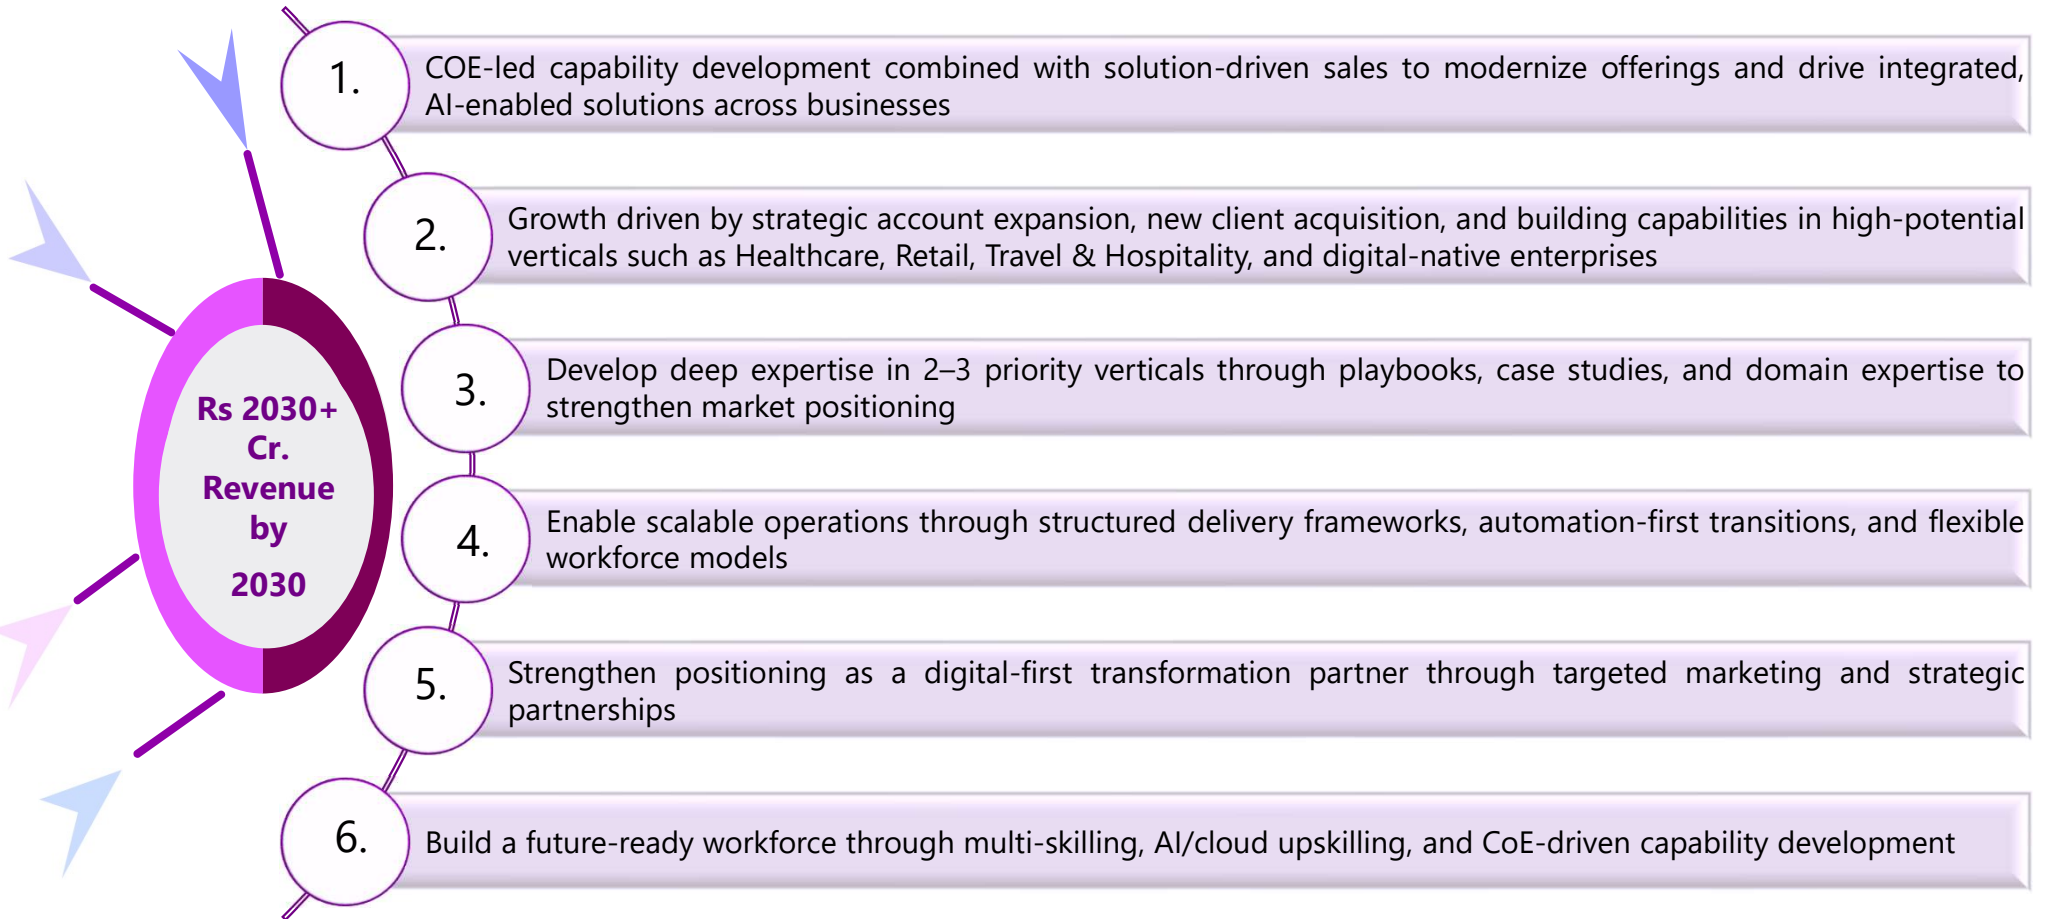 1.
COE-led capability development combined with solution-driven sales to modernize offerings and drive integrated,
AI-enabled solutions across businesses
2.
Growth driven by strategic account expansion, new client acquisition, and building capabilities in high-potential
verticals such as Healthcare, Retail, Travel & Hospitality, and digital-native enterprises
3.
Develop deep expertise in 2–3 priority verticals through playbooks, case studies, and domain expertise to
strengthen market positioning
Rs 2030+
Cr.
Revenue
by
2030
4.
Enable scalable operations through structured delivery frameworks, automation-first transitions, and flexible
workforce models
5.
Strengthen positioning as a digital-first transformation partner through targeted marketing and strategic
partnerships
6.
Build a future-ready workforce through multi-skilling, AI/cloud upskilling, and CoE-driven capability development